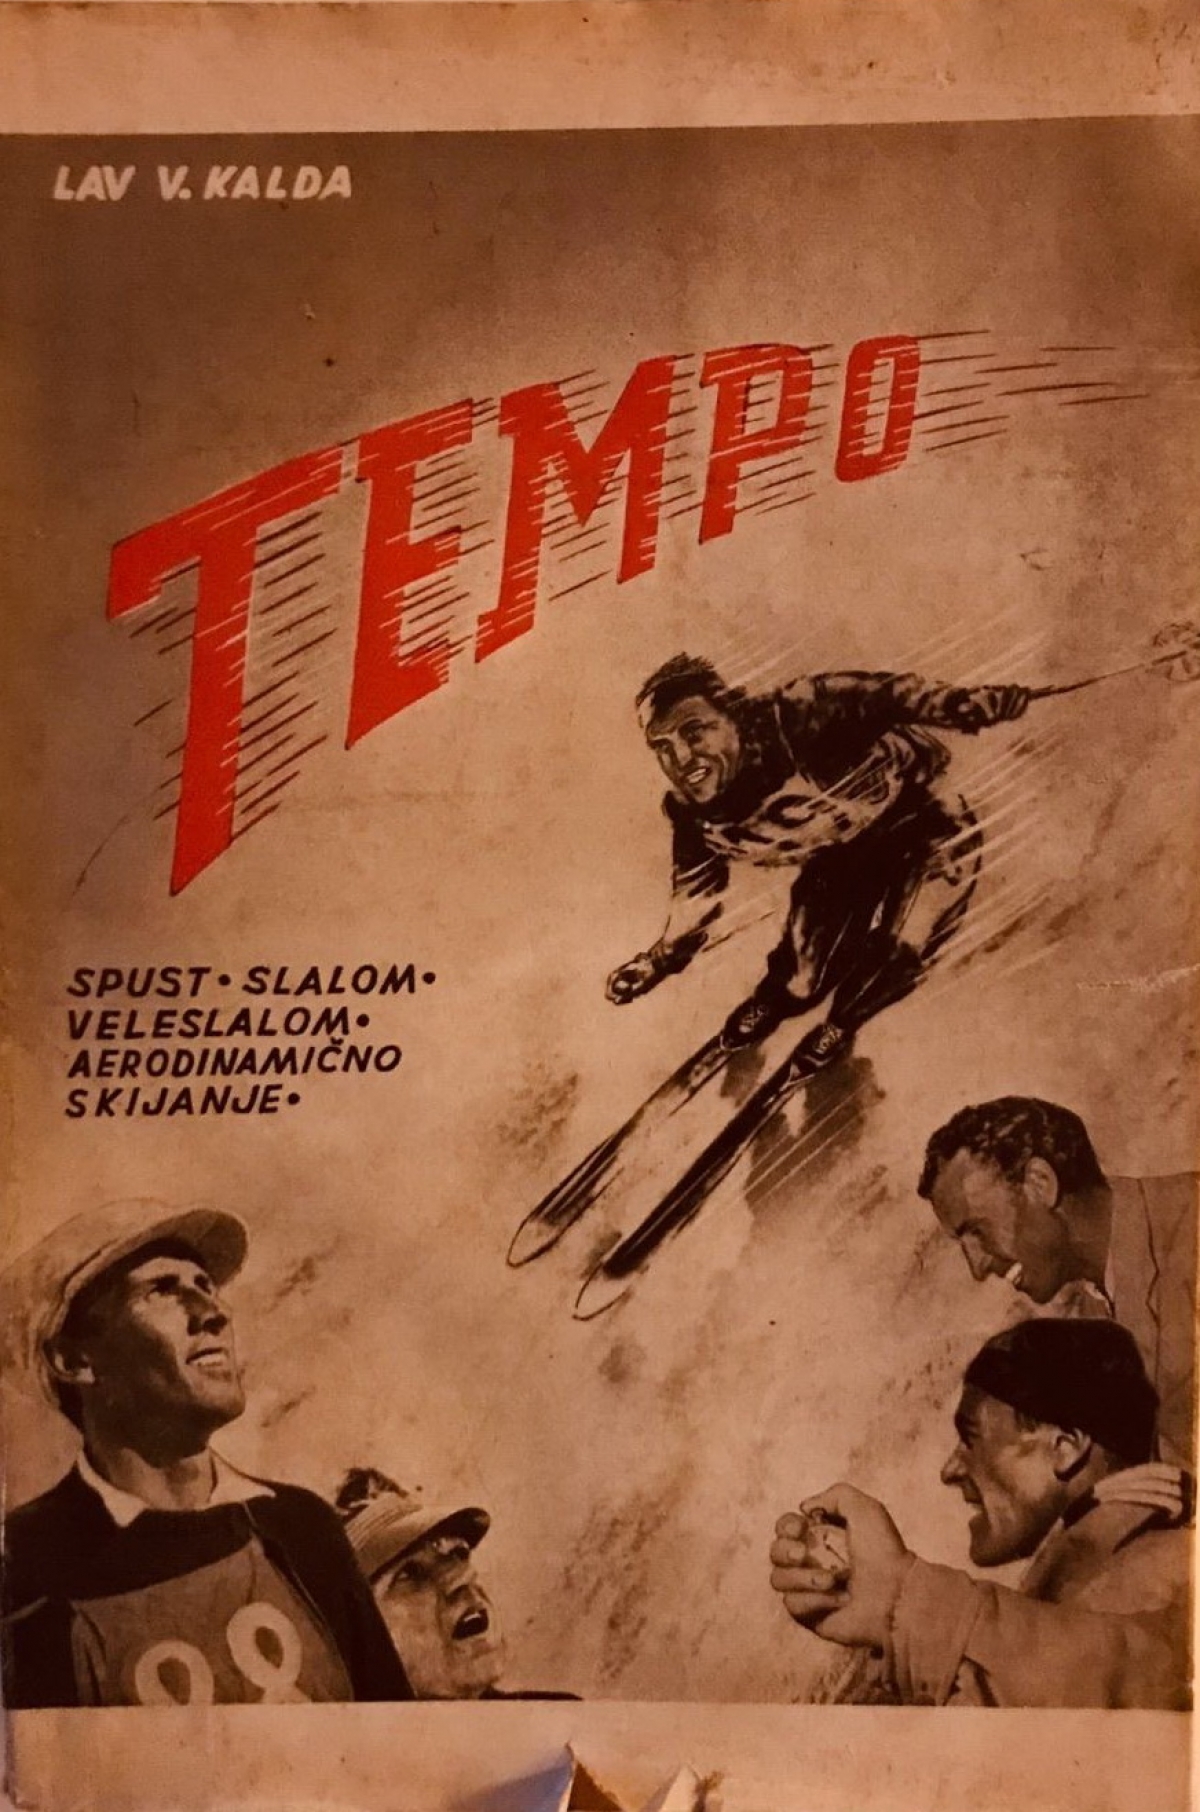 LAV V. KALDA
TEMPO
SPUST • SLALOM •
VELESLALOM •
AERODINAMIČNO
SKIJANJE •